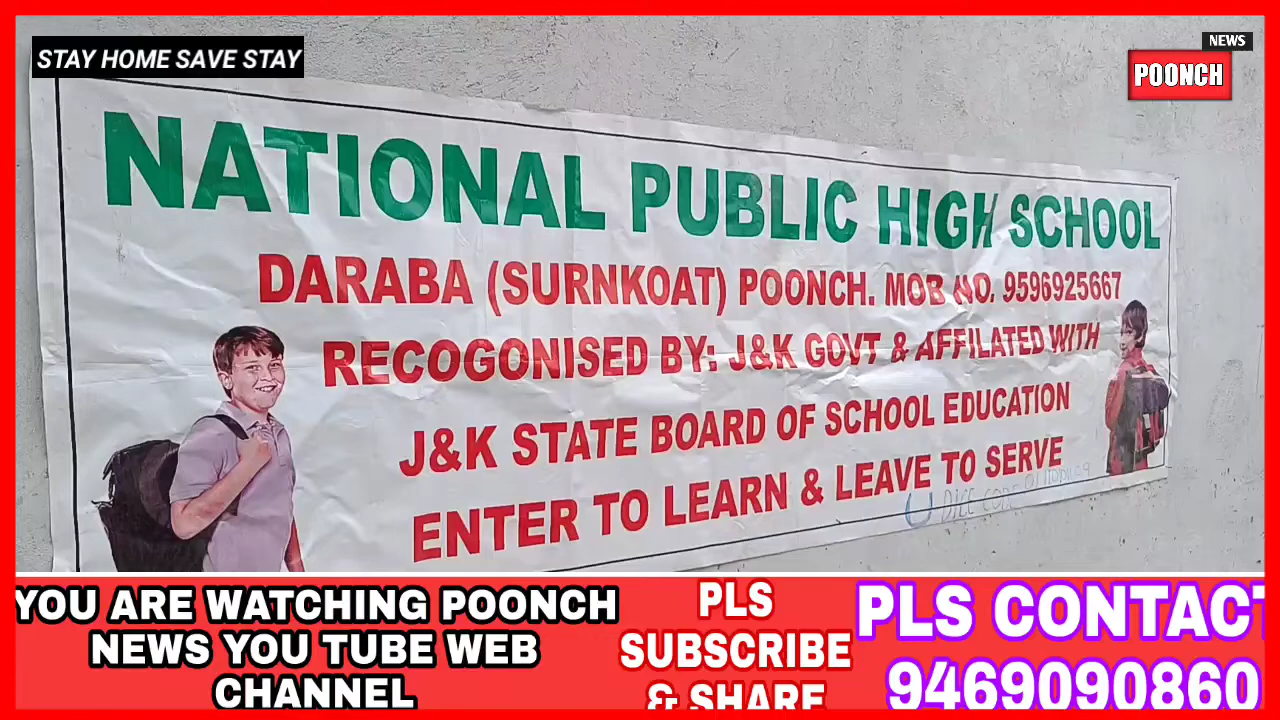 STAY HOME SAVE STAY
NEWS
POONCH
NATIONAL PUBLIC HIGH SCHOOL
DARABA (SURNKOAT) POONCH. MOB NO. 9596925667
RECOGONISED BY: J&K GOVT & AFFILATED WITH
J&K STATE BOARD OF SCHOOL EDUCATION
ENTER TO LEARN & LEAVE TO SERVE
DICE CODE
YOU ARE WATCHING POONCH
NEWS YOU TUBE WEB
CHANNEL
PLS
SUBSCRIBE
& SHARE
PLS CONTACT
9469090860